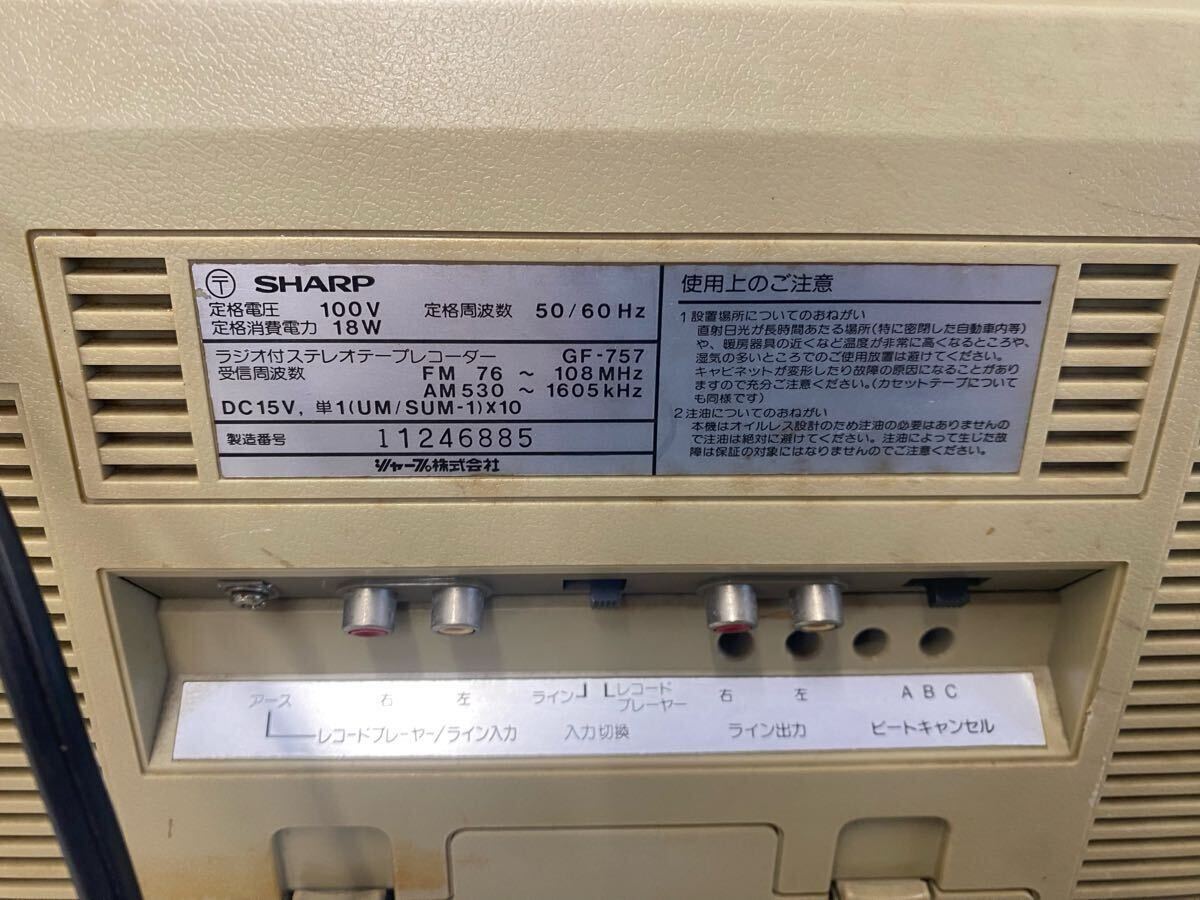 〒 SHARP
定格電圧 100V 定格周波数 50/60Hz
定格消費電力 18W
ラジオ付ステレオテープレコーダー GF-757
受信周波数 FM 76 ~ 108MHz
AM 530 ~ 1605kHz
DC15V, 単1(UM/SUM-1)×10
製造番号 11246885
シャープ株式会社
使用上のご注意
1 設置場所についてのおねがい
直射日光が長時間あたる場所(特に密閉した自動車内等)
や、暖房器具の近くなど温度が非常に高くなるところや、
湿気の多いところでのご使用放置は避けてください。
キャビネットが変形したり故障の原因になることがあり
ますので充分ご注意ください。(カセットテープについて
も同様です)
2 注油についてのおねがい
本機はオイルレス設計のため注油の必要はありませんの
で注油は絶対に避けてください。注油によって生じた故
障は保証の対象にはなりませんのでご注意ください。
アース 右 左 ライン レコードプレーヤー 右 左 A B C
レコードプレーヤー/ライン入力 入力切換 ライン出力 ビートキャンセル